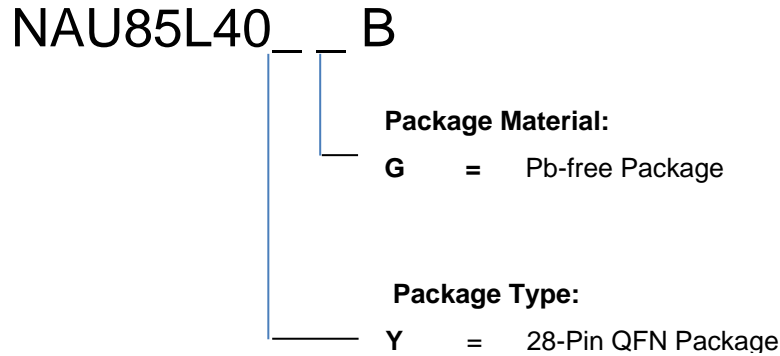 NAU85L40_ _ B
Package Material:
G = Pb-free Package
Package Type:
Y = 28-Pin QFN Package